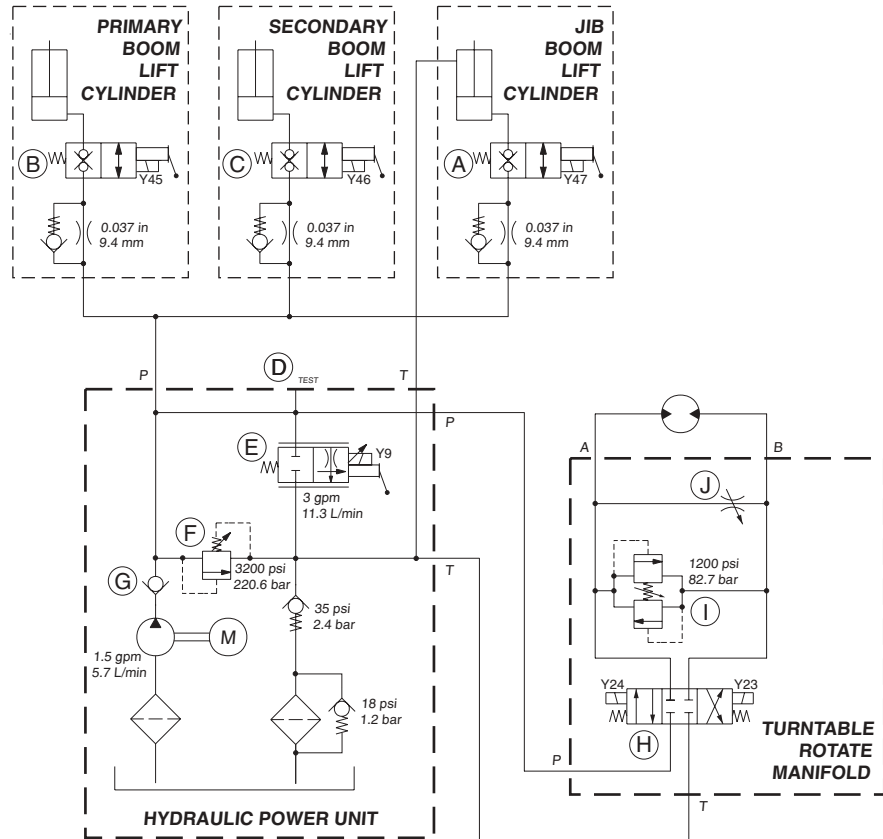 PRIMARY
BOOM
LIFT
CYLINDER
SECONDARY
BOOM
LIFT
CYLINDER
JIB
BOOM
LIFT
CYLINDER
B
Y45
C
Y46
A
Y47
0.037 in
9.4 mm
0.037 in
9.4 mm
0.037 in
9.4 mm
P
D
TEST
T
P
E
Y9
3 gpm
11.3 L/min
F
3200 psi
220.6 bar
T
G
M
1.5 gpm
5.7 L/min
35 psi
2.4 bar
18 psi
1.2 bar
HYDRAULIC POWER UNIT
A
B
J
1200 psi
82.7 bar
I
Y24
Y23
H
P
T
TURNTABLE
ROTATE
MANIFOLD